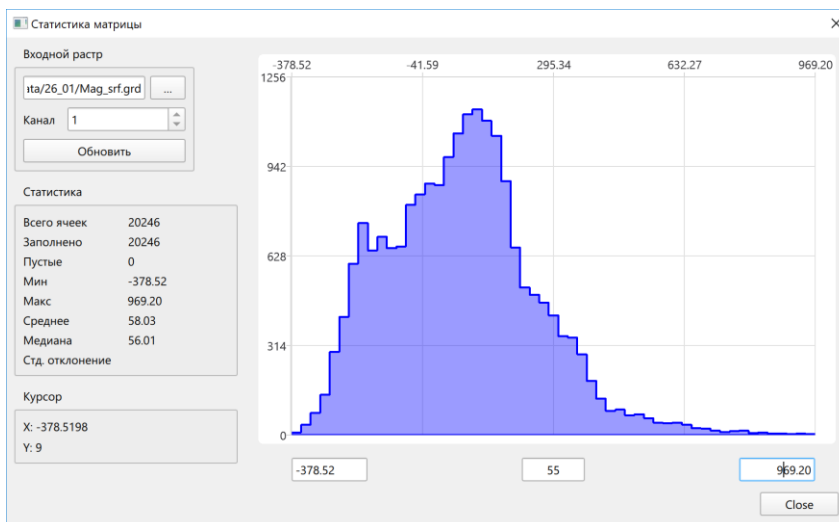 Статистика матрицы
Входной растр
ıta/26_01/Mag_srf.grd ...
Канал 1
Обновить
Статистика
Всего ячеек 20246
Заполнено 20246
Пустые 0
Мин -378.52
Макс 969.20
Среднее 58.03
Медиана 56.01
Стд. отклонение
Курсор
X: -378.5198
Y: 9
-378.52 -41.59 295.34 632.27 969.20
1256
942
628
314
0
-378.52 55 969.20
Close